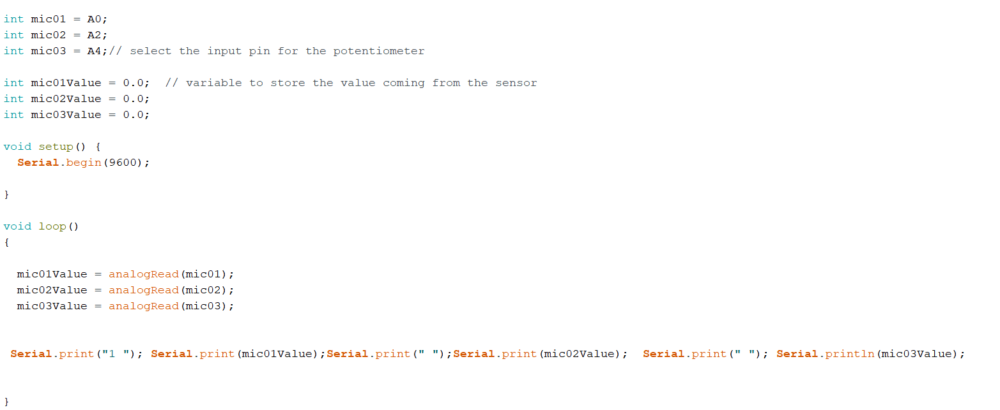 int mic01 = A0;
int mic02 = A2;
int mic03 = A4;// select the input pin for the potentiometer
int mic01Value = 0.0;  // variable to store the value coming from the sensor
int mic02Value = 0.0;
int mic03Value = 0.0;
void setup() {
  Serial.begin(9600);
}
void loop()
{
  mic01Value = analogRead(mic01);
  mic02Value = analogRead(mic02);
  mic03Value = analogRead(mic03);
 Serial.print("1 "); Serial.print(mic01Value);Serial.print(" ");Serial.print(mic02Value);  Serial.print(" "); Serial.println(mic03Value);
}